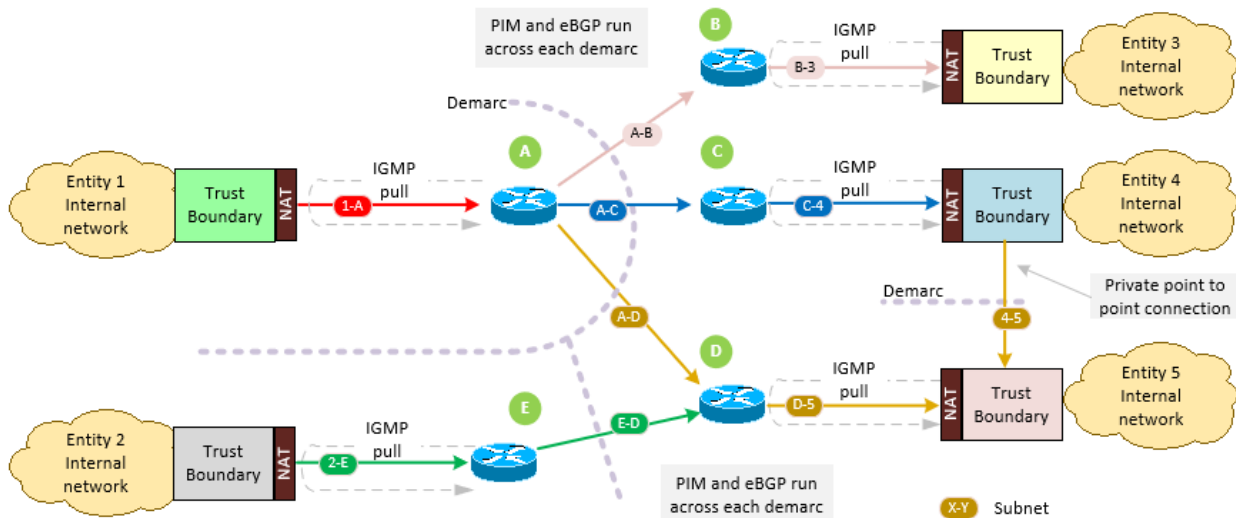 PIM and eBGP run
across each demarc
B
IGMP
pull
B-3
NAT
Trust
Boundary
Entity 3
Internal
network
Demarc
A-B
Entity 1
Internal
network
Trust
Boundary
NAT
IGMP
pull
1-A
A
A-C
C
IGMP
pull
C-4
NAT
Trust
Boundary
Entity 4
Internal
network
Demarc
Private point to
point connection
4-5
A-D
D
IGMP
pull
D-5
NAT
Trust
Boundary
Entity 5
Internal
network
Entity 2
Internal
network
Trust
Boundary
NAT
IGMP
pull
2-E
E
E-D
PIM and eBGP run
across each demarc
X-Y Subnet